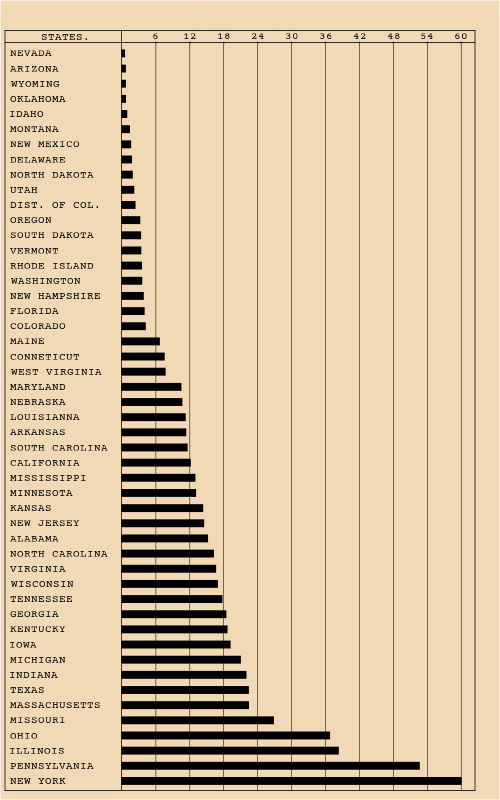 STATES. 6 12 18 24 30 36 42 48 54 60
NEVADA
ARIZONA
WYOMING
OKLAHOMA
IDAHO
MONTANA
NEW MEXICO
DELAWARE
NORTH DAKOTA
UTAH
DIST. OF COL.
OREGON
SOUTH DAKOTA
VERMONT
RHODE ISLAND
WASHINGTON
NEW HAMPSHIRE
FLORIDA
COLORADO
MAINE
CONNETICUT
WEST VIRGINIA
MARYLAND
NEBRASKA
LOUISIANNA
ARKANSAS
SOUTH CAROLINA
CALIFORNIA
MISSISSIPPI
MINNESOTA
KANSAS
NEW JERSEY
ALABAMA
NORTH CAROLINA
VIRGINIA
WISCONSIN
TENNESSEE
GEORGIA
KENTUCKY
IOWA
MICHIGAN
INDIANA
TEXAS
MASSACHUSETTS
MISSOURI
OHIO
ILLINOIS
PENNSYLVANIA
NEW YORK